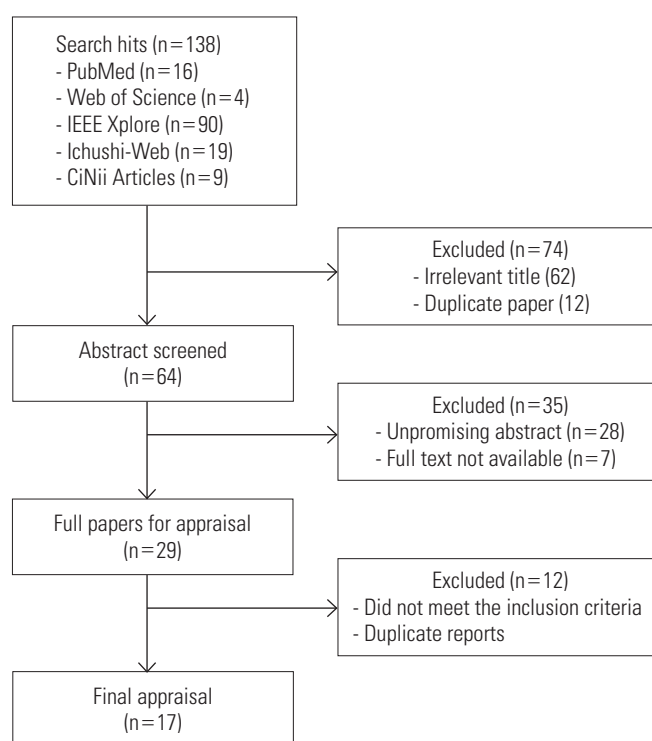 Search hits (n=138)
- PubMed (n=16)
- Web of Science (n=4)
- IEEE Xplore (n=90)
- Ichushi-Web (n=19)
- CiNii Articles (n=9)
Excluded (n=74)
- Irrelevant title (62)
- Duplicate paper (12)
Abstract screened
(n=64)
Excluded (n=35)
- Unpromising abstract (n=28)
- Full text not available (n=7)
Full papers for appraisal
(n=29)
Excluded (n=12)
- Did not meet the inclusion criteria
- Duplicate reports
Final appraisal
(n=17)